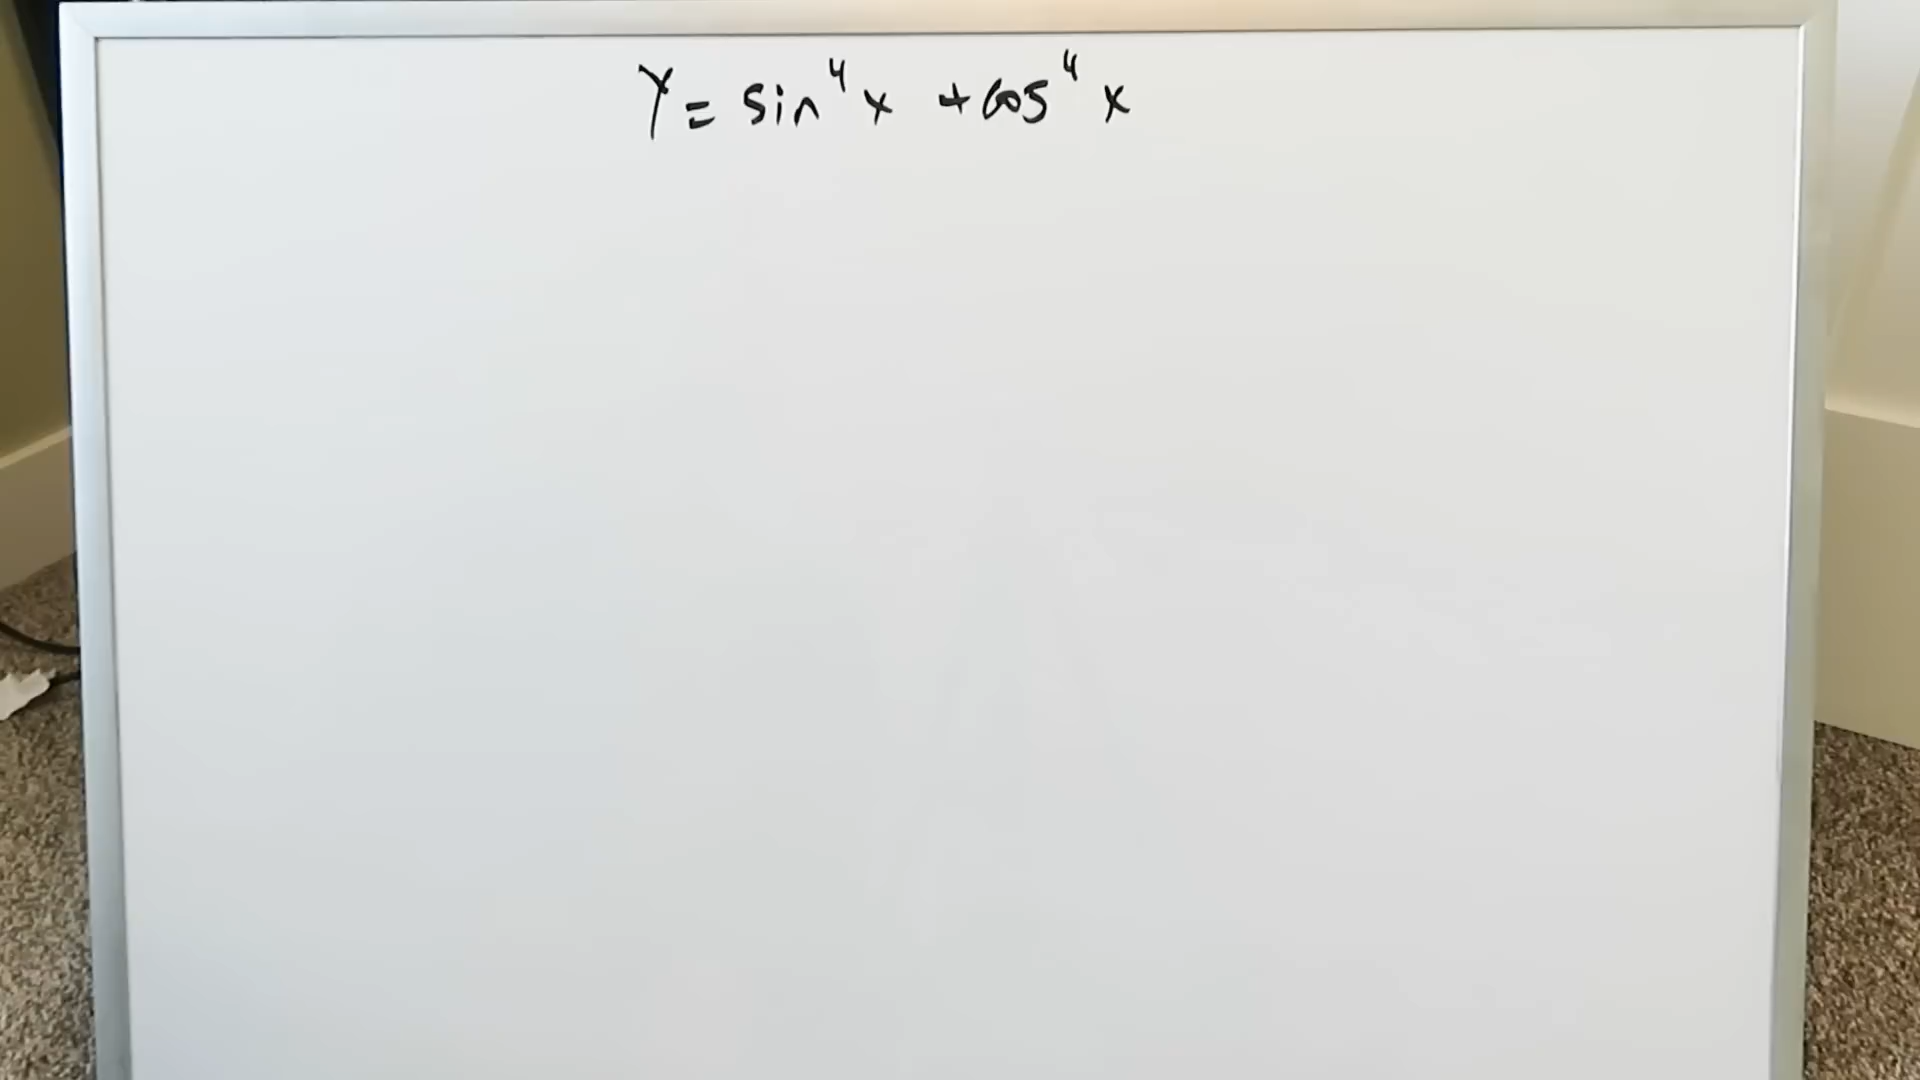 y = sin⁴x + cos⁴x